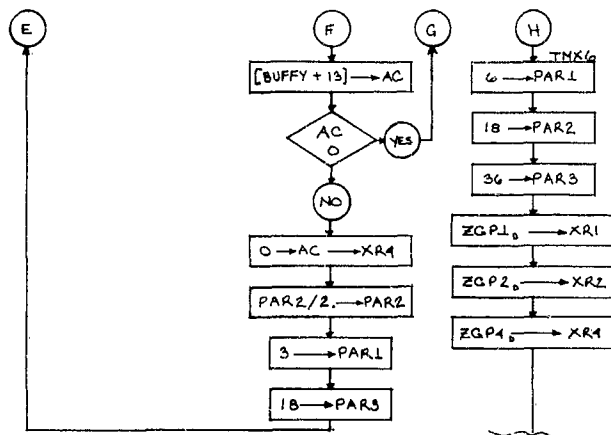 E
F
G
H
TMX6
[BUFFY + 13] → AC
6 → PAR1
AC
0
YES
18 → PAR2
NO
36 → PAR3
0 → AC → XR4
ZGP1D → XR1
PAR2/2. → PAR2
ZGP2D → XR2
3 → PAR1
ZGP4D → XR4
18 → PAR3